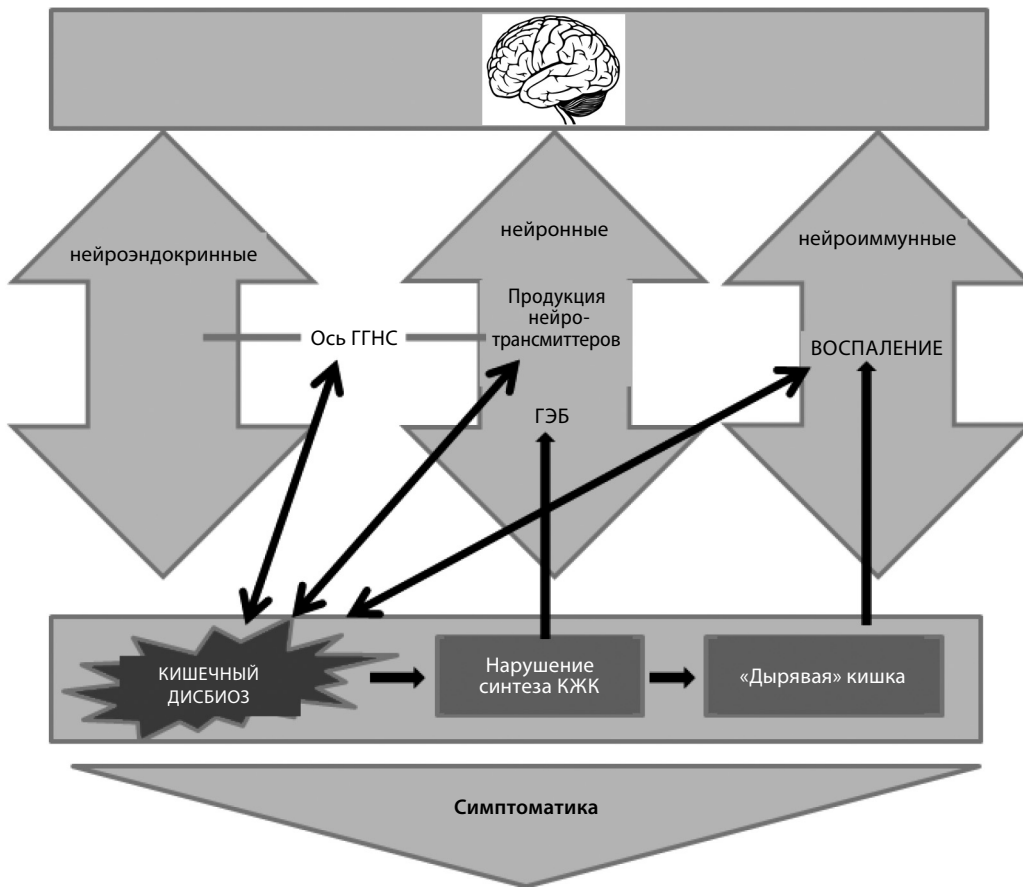 нейроэндокринные
нейронные
нейроиммунные
Ось ГГНС
Продукция
нейро-
трансмиттеров
ВОСПАЛЕНИЕ
ГЭБ
КИШЕЧНЫЙ
ДИСБИОЗ
Нарушение
синтеза КЖК
«Дырявая» кишка
Симптоматика